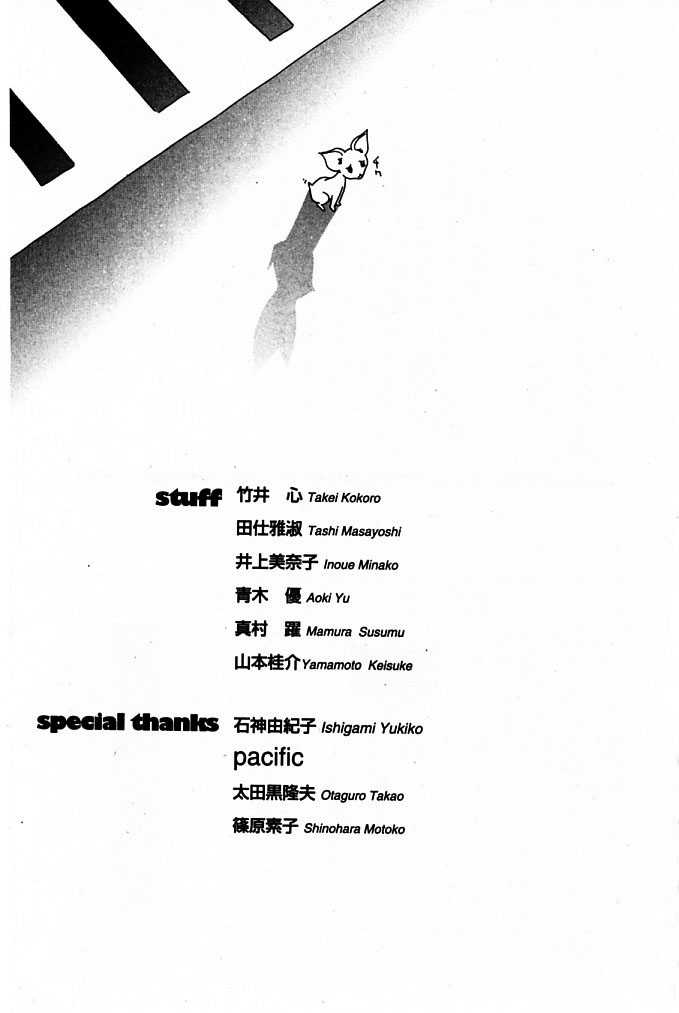 stuff 竹井 心 Takei Kokoro
田仕雅淑 Tashi Masayoshi
井上美奈子 Inoue Minako
青木 優 Aoki Yu
真村 躍 Mamura Susumu
山本桂介 Yamamoto Keisuke
special thanks 石神由紀子 Ishigami Yukiko
pacific
太田黒隆夫 Otaguro Takao
篠原素子 Shinohara Motoko